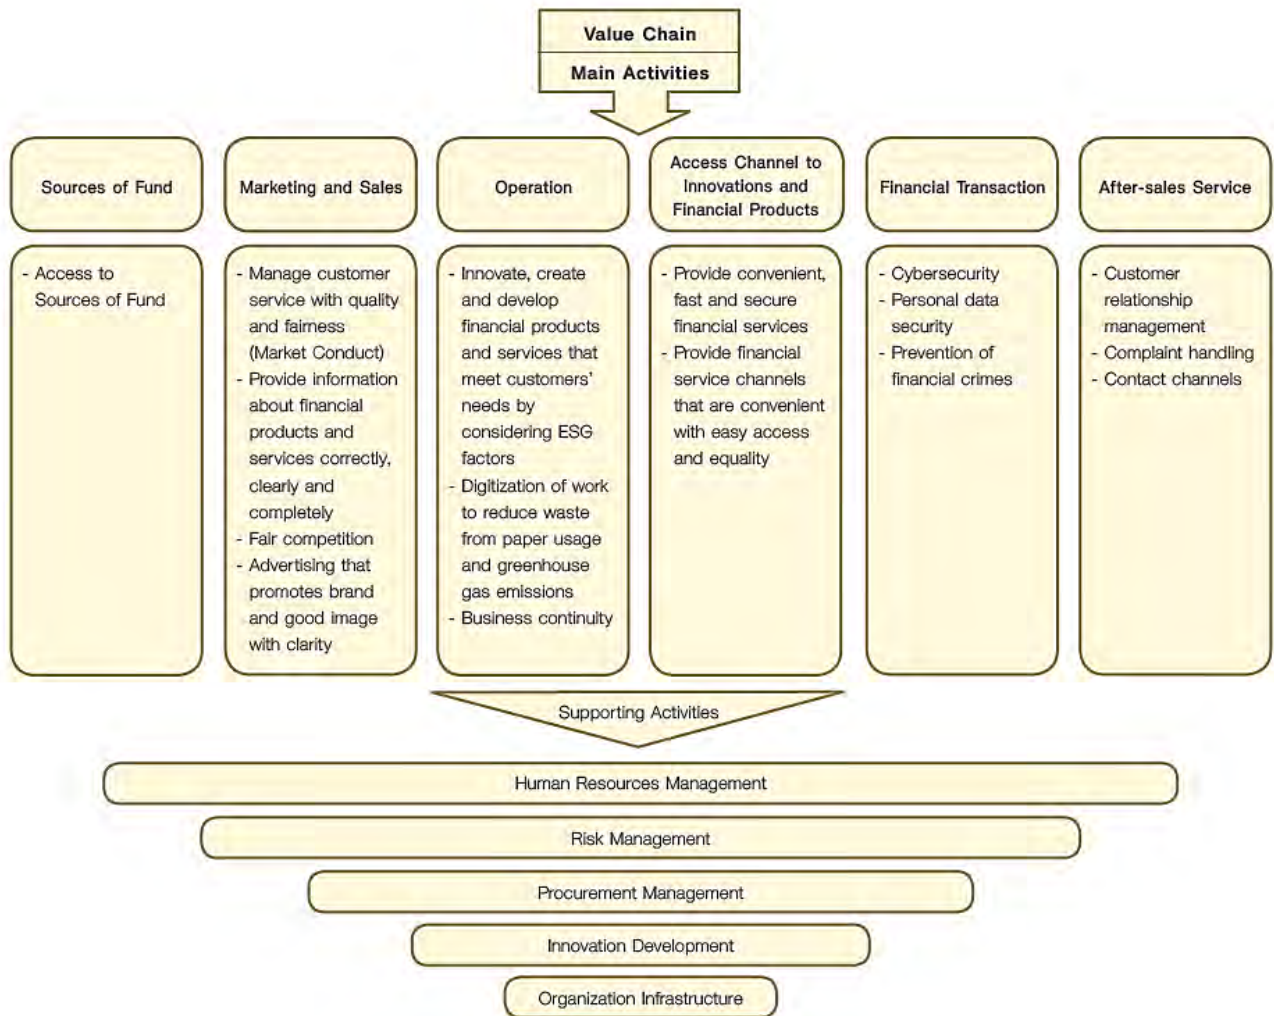 Value Chain
Main Activities
Sources of Fund
Marketing and Sales
Operation
Access Channel to
Innovations and
Financial Products
Financial Transaction
After-sales Service
- Access to
Sources of Fund
- Manage customer
service with quality
and fairness
(Market Conduct)
- Provide information
about financial
products and
services correctly,
clearly and
completely
- Fair competition
- Advertising that
promotes brand
and good image
with clarity
- Innovate, create
and develop
financial products
and services that
meet customers'
needs by
considering ESG
factors
- Digitization of work
to reduce waste
from paper usage
and greenhouse
gas emissions
- Business continuity
- Provide convenient,
fast and secure
financial services
- Provide financial
service channels
that are convenient
with easy access
and equality
- Cybersecurity
- Personal data
security
- Prevention of
financial crimes
- Customer
relationship
management
- Complaint handling
- Contact channels
Supporting Activities
Human Resources Management
Risk Management
Procurement Management
Innovation Development
Organization Infrastructure